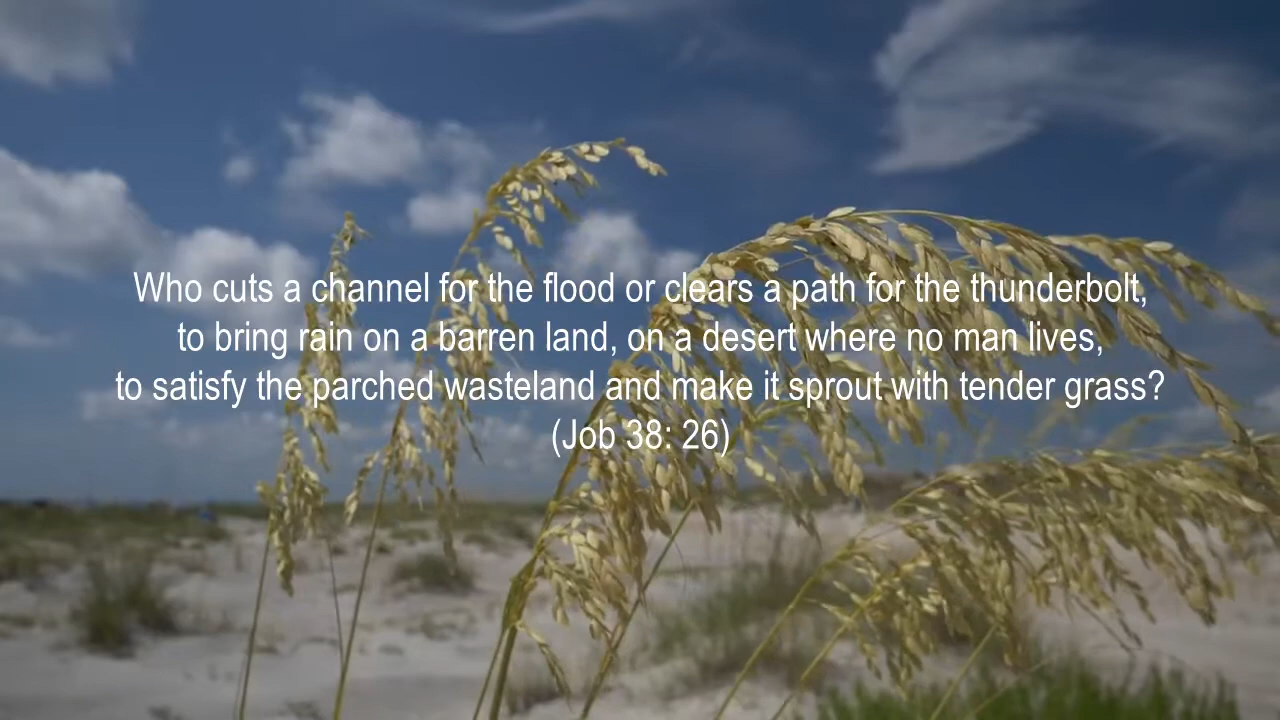 Who cuts a channel for the flood or clears a path for the thunderbolt,
to bring rain on a barren land, on a desert where no man lives,
to satisfy the parched wasteland and make it sprout with tender grass?
(Job 38: 26)